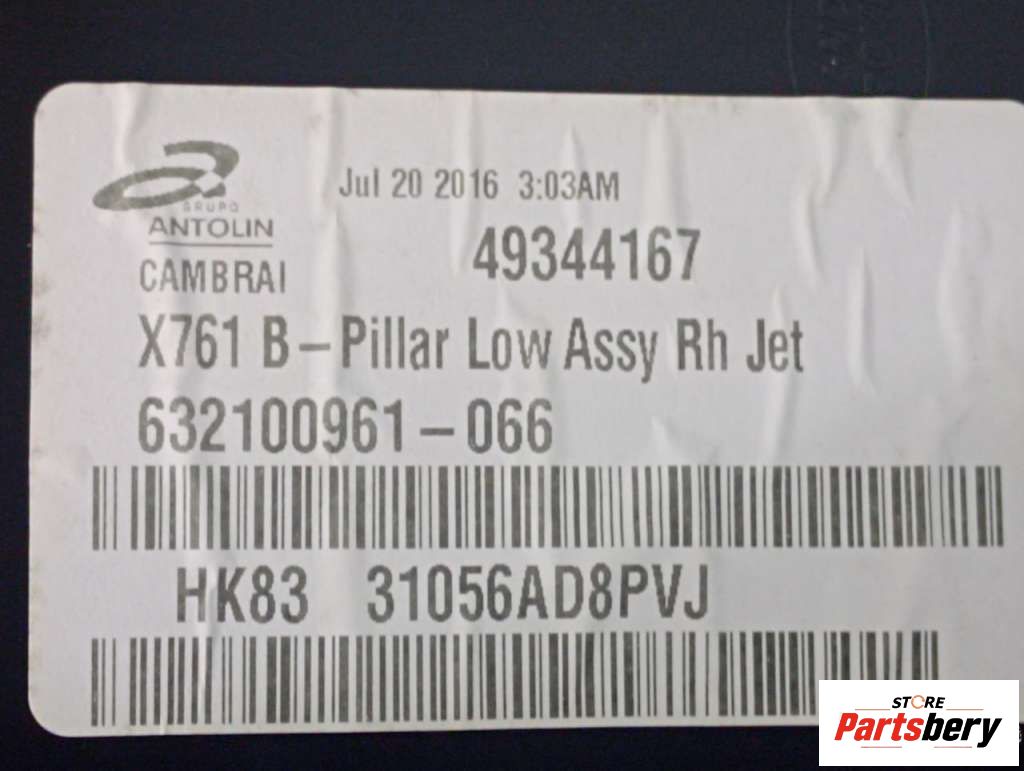 GRUPO
ANTOLIN
Jul 20 2016 3:03AM
CAMBRAI
49344167
X761 B-Pillar Low Assy Rh Jet
632100961-066
HK83 31056AD8PVJ
STORE
Partsbery